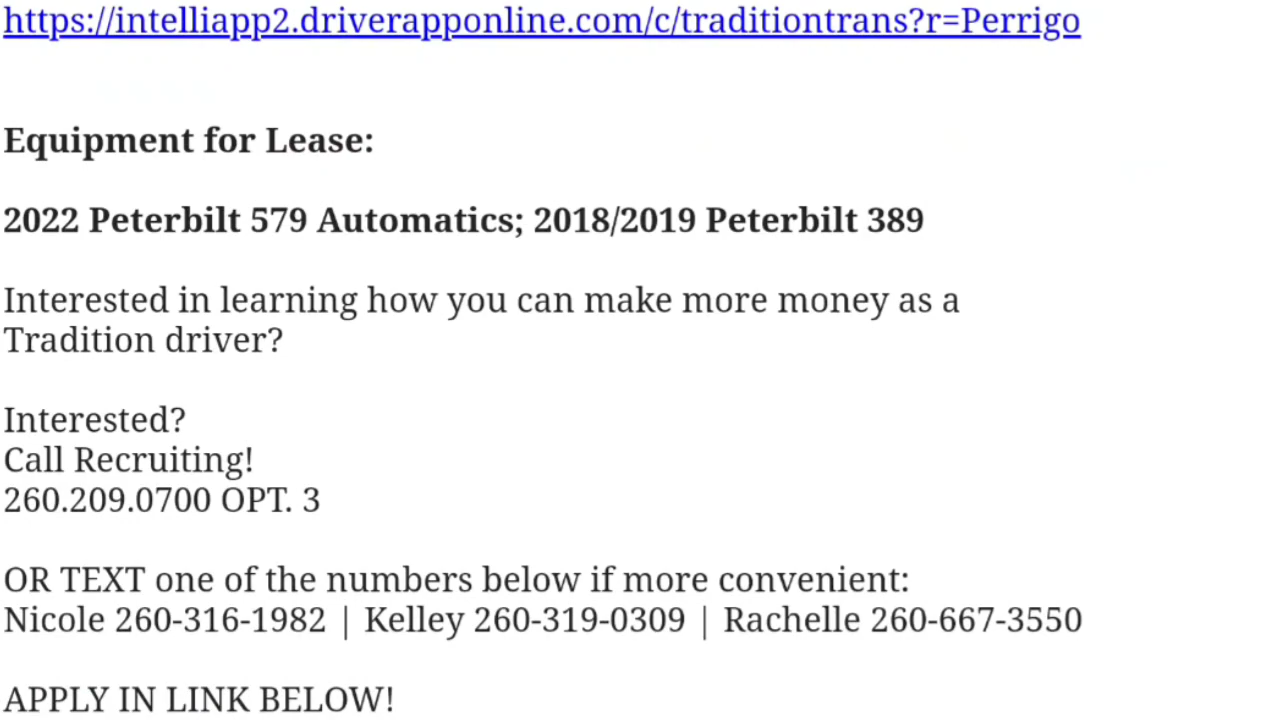 https://intelliapp2.driverapponline.com/c/traditiontrans?r=Perrigo
Equipment for Lease:
2022 Peterbilt 579 Automatics; 2018/2019 Peterbilt 389
Interested in learning how you can make more money as a
Tradition driver?
Interested?
Call Recruiting!
260.209.0700 OPT. 3
OR TEXT one of the numbers below if more convenient:
Nicole 260-316-1982 | Kelley 260-319-0309 | Rachelle 260-667-3550
APPLY IN LINK BELOW!